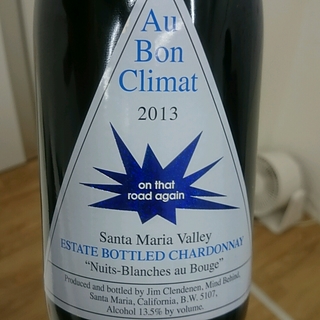 Au
Bon
Climat
2013
on that
road again
Santa Maria Valley
ESTATE BOTTLED CHARDONNAY
"Nuits-Blanches au Bouge"
Produced and bottled by Jim Clendenen, Mind Behind,
Santa Maria, California, B.W. 5107,
Alcohol 13.5% by volume.